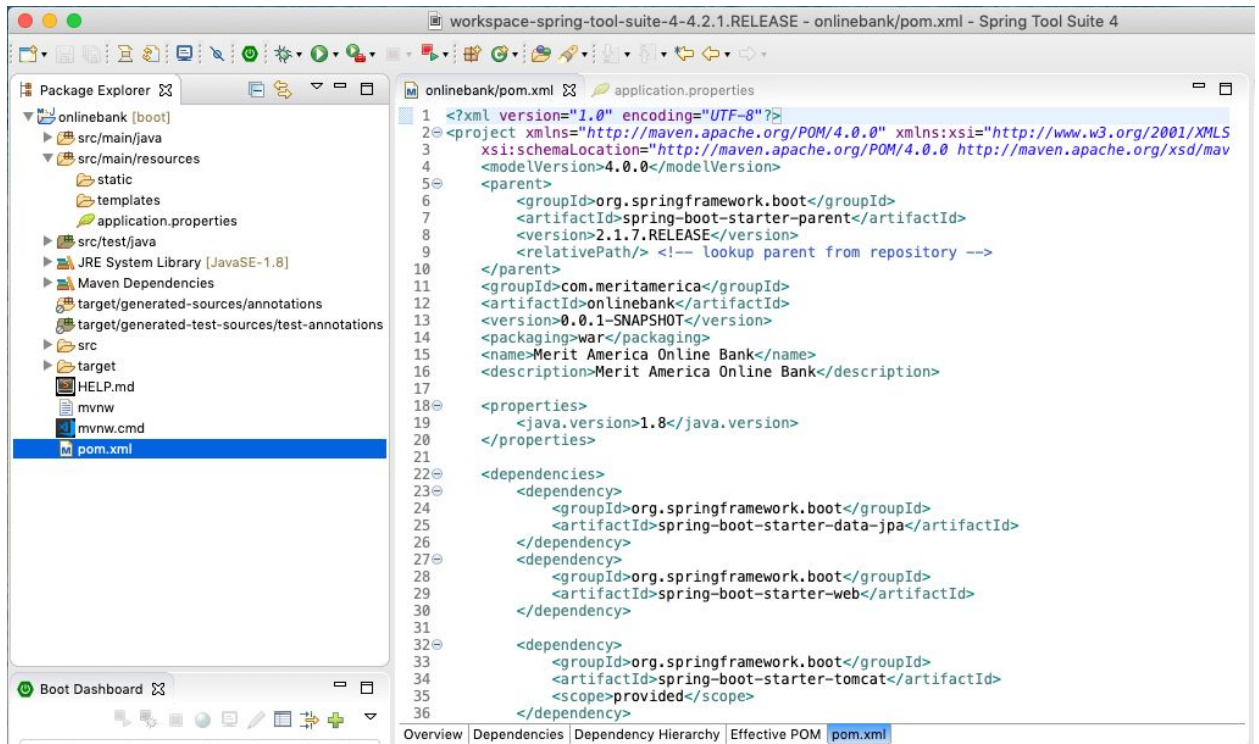 workspace-spring-tool-suite-4-4.2.1.RELEASE - onlinebank/pom.xml - Spring Tool Suite 4
Package Explorer
onlinebank [boot]
src/main/java
src/main/resources
static
templates
application.properties
src/test/java
JRE System Library [JavaSE-1.8]
Maven Dependencies
target/generated-sources/annotations
target/generated-test-sources/test-annotations
src
target
HELP.md
mvnw
mvnw.cmd
pom.xml
Boot Dashboard
onlinebank/pom.xml
application.properties
1 <?xml version="1.0" encoding="UTF-8"?>
2 <project xmlns="http://maven.apache.org/POM/4.0.0" xmlns:xsi="http://www.w3.org/2001/XMLS
3 xsi:schemaLocation="http://maven.apache.org/POM/4.0.0 http://maven.apache.org/xsd/mav
4 <modelVersion>4.0.0</modelVersion>
5 <parent>
6 <groupId>org.springframework.boot</groupId>
7 <artifactId>spring-boot-starter-parent</artifactId>
8 <version>2.1.7.RELEASE</version>
9 <relativePath/> <!-- lookup parent from repository -->
10 </parent>
11 <groupId>com.meritamerica</groupId>
12 <artifactId>onlinebank</artifactId>
13 <version>0.0.1-SNAPSHOT</version>
14 <packaging>war</packaging>
15 <name>Merit America Online Bank</name>
16 <description>Merit America Online Bank</description>
17
18 <properties>
19 <java.version>1.8</java.version>
20 </properties>
21
22 <dependencies>
23 <dependency>
24 <groupId>org.springframework.boot</groupId>
25 <artifactId>spring-boot-starter-data-jpa</artifactId>
26 </dependency>
27 <dependency>
28 <groupId>org.springframework.boot</groupId>
29 <artifactId>spring-boot-starter-web</artifactId>
30 </dependency>
31
32 <dependency>
33 <groupId>org.springframework.boot</groupId>
34 <artifactId>spring-boot-starter-tomcat</artifactId>
35 <scope>provided</scope>
36 </dependency>
Overview Dependencies Dependency Hierarchy Effective POM pom.xml